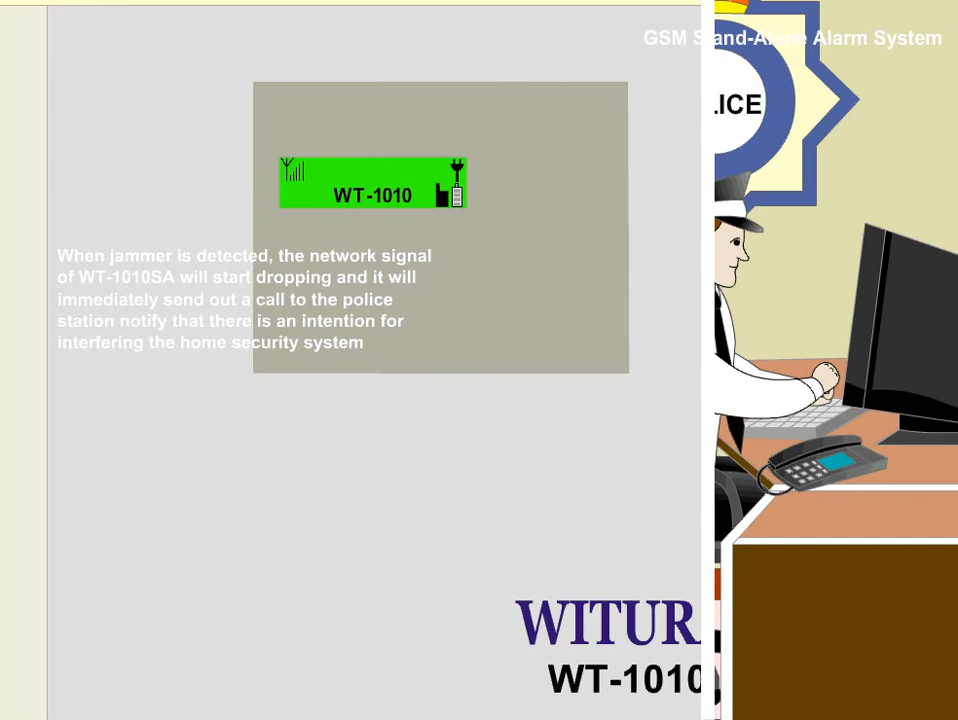 GSM Stand-Alone Alarm System
LICE
WT-1010
When jammer is detected, the network signal
of WT-1010SA will start dropping and it will
immediately send out a call to the police
station notify that there is an intention for
interfering the home security system
WITURA
WT-1010